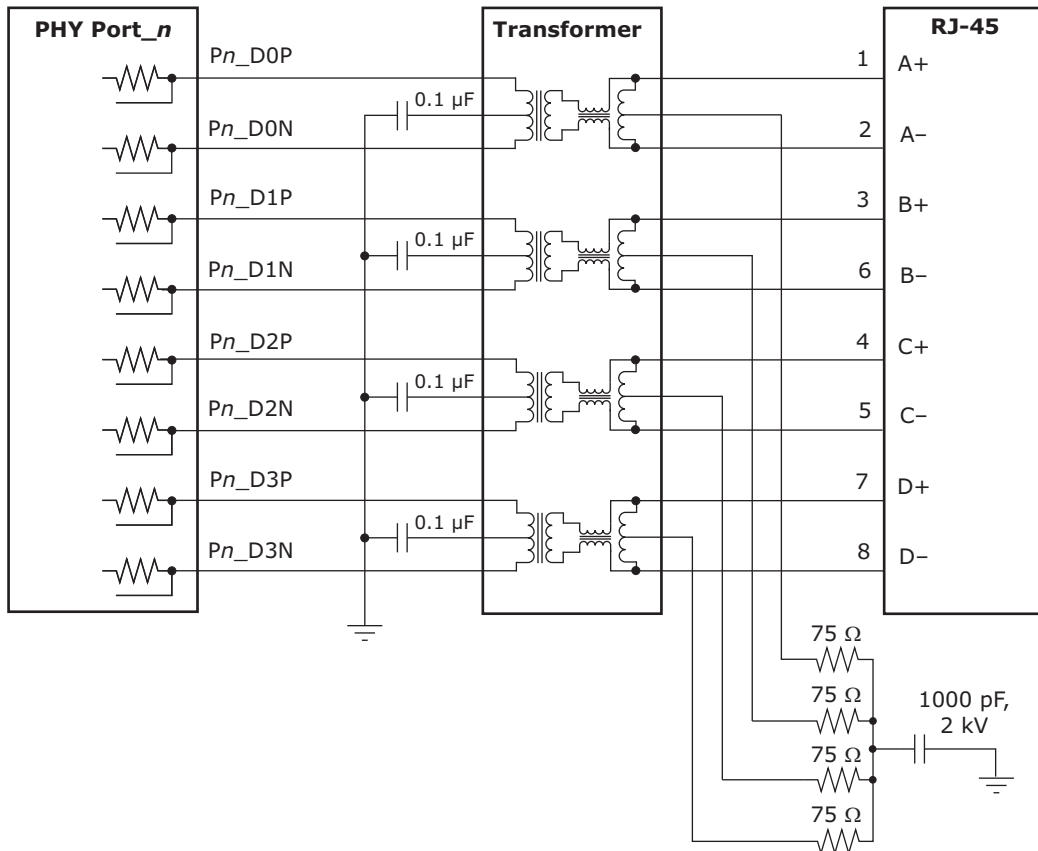 PHY Port_n
Transformer
RJ-45
Pn_D0P
1 A+
0.1 µF
Pn_D0N
2 A–
Pn_D1P
3 B+
0.1 µF
Pn_D1N
6 B–
Pn_D2P
4 C+
0.1 µF
Pn_D2N
5 C–
Pn_D3P
7 D+
0.1 µF
Pn_D3N
8 D–
75 Ω
75 Ω
1000 pF,
2 kV
75 Ω
75 Ω